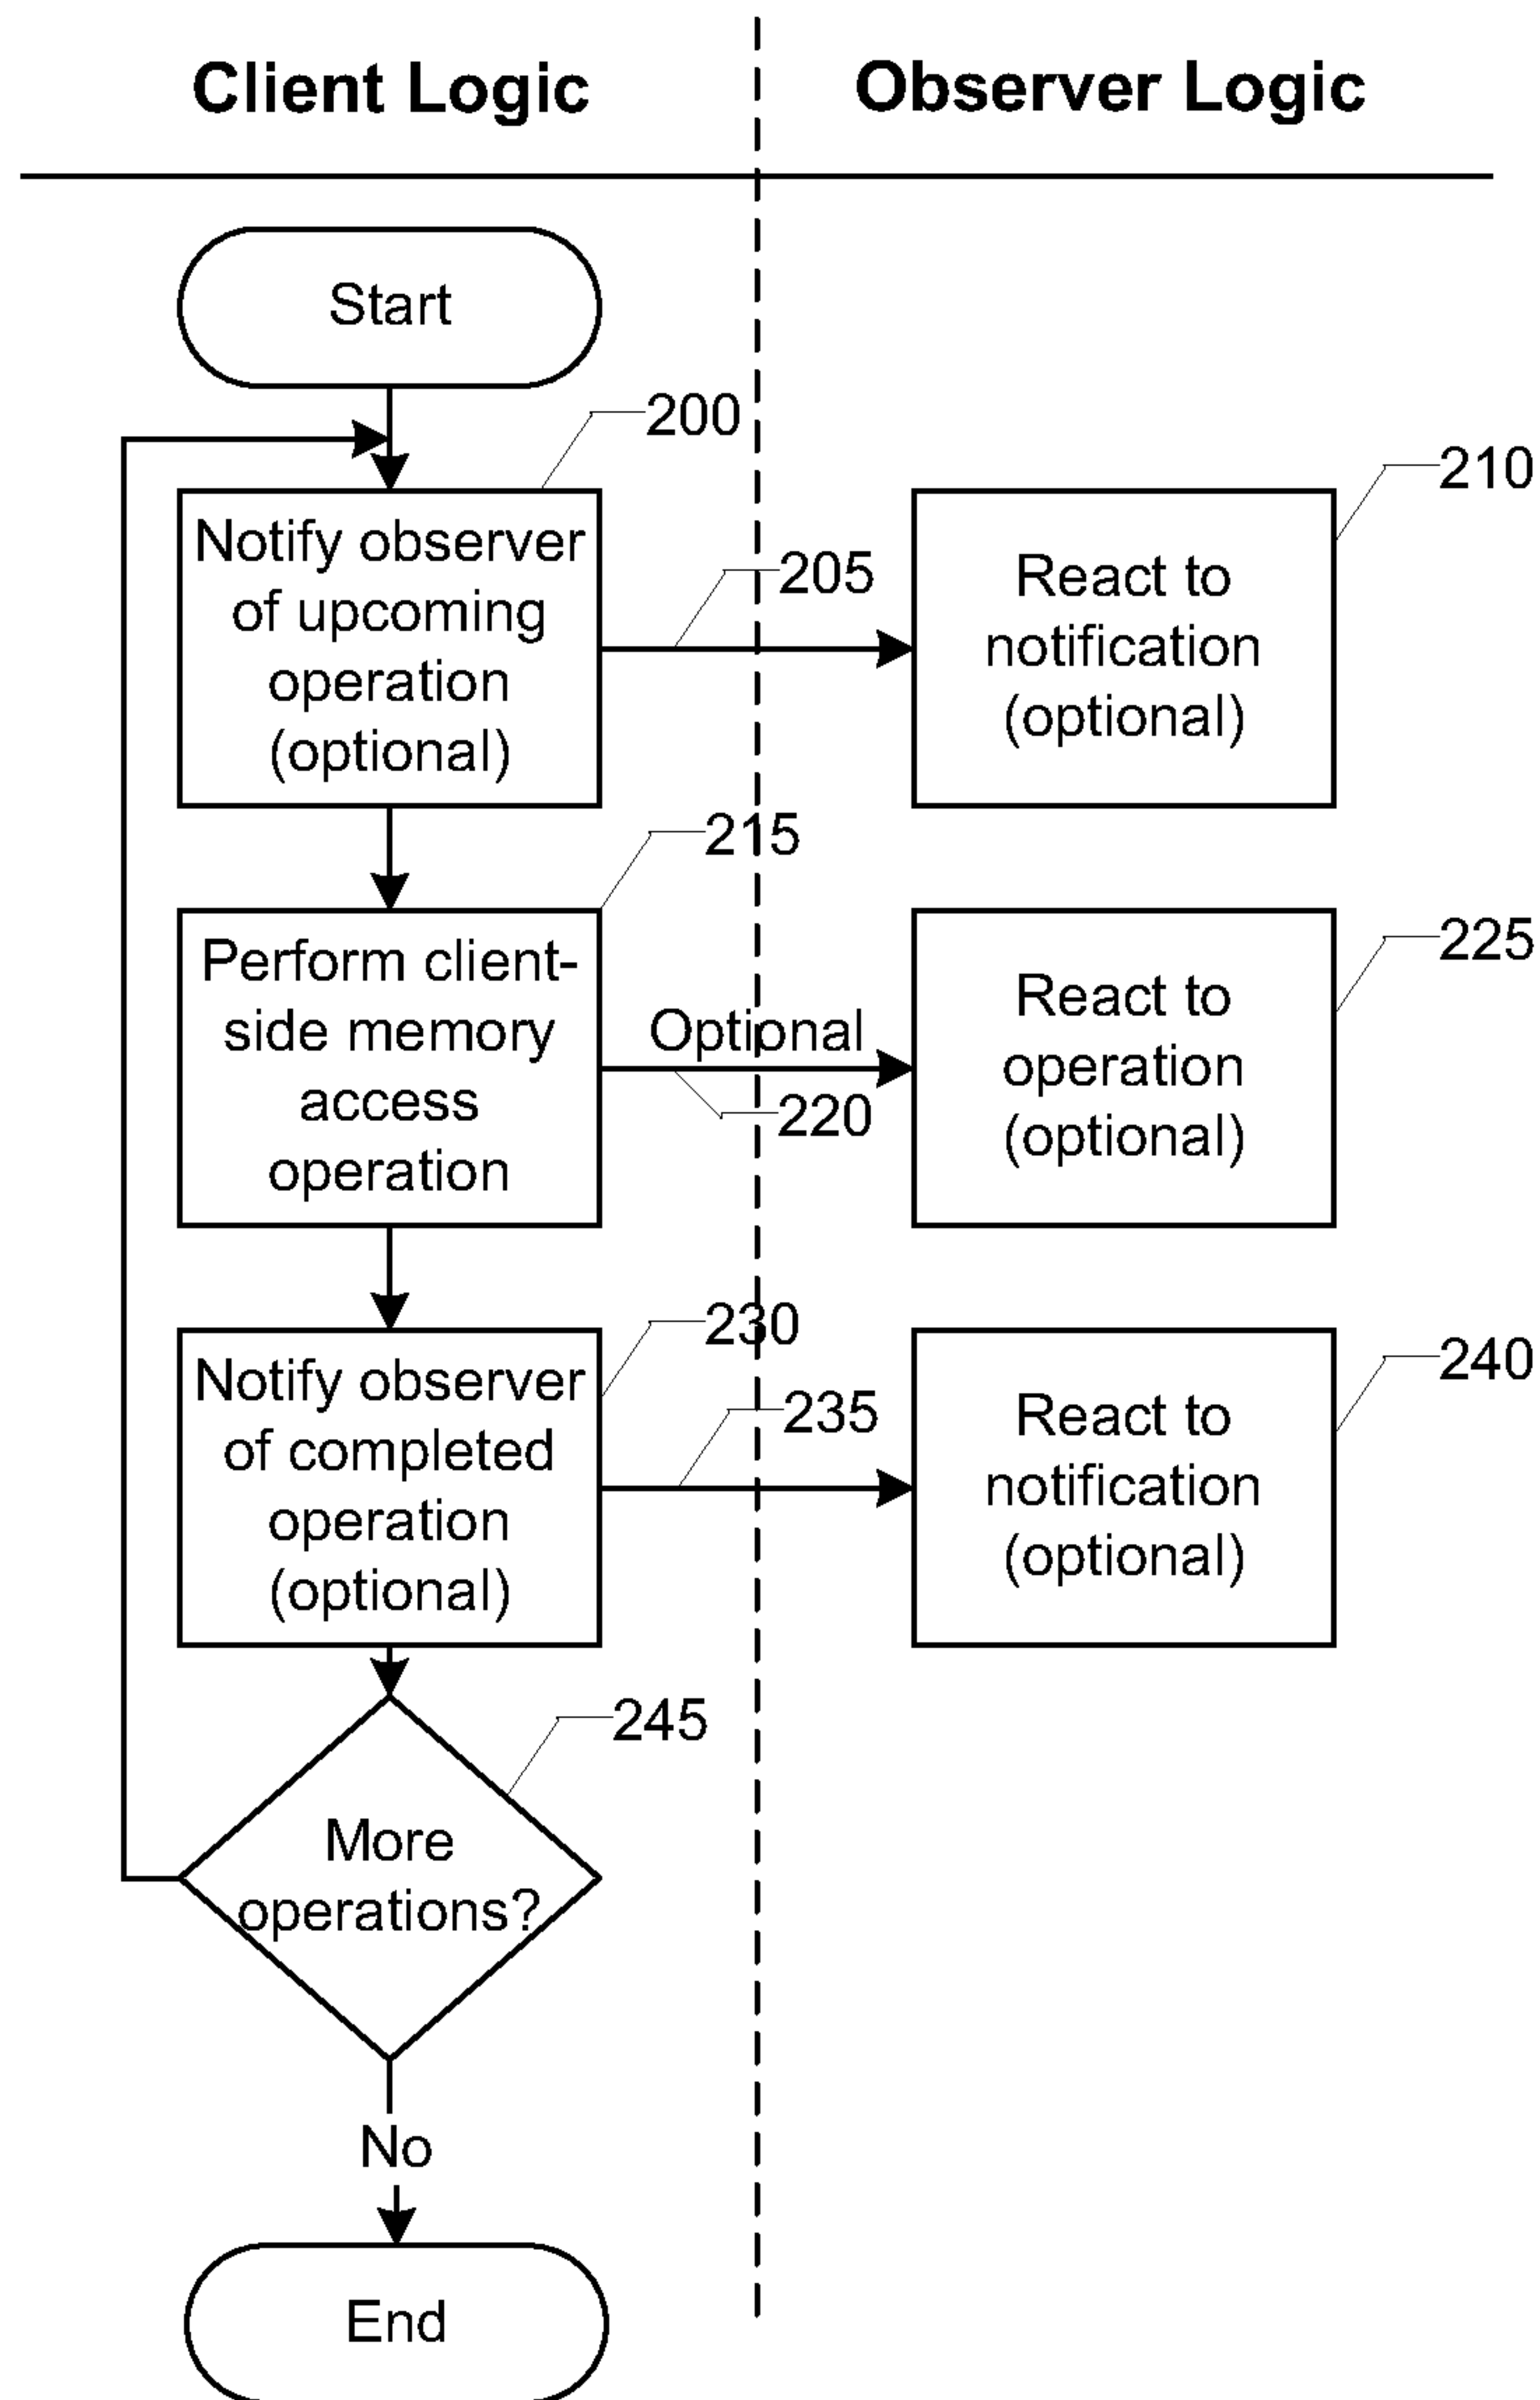 Client Logic
Observer Logic
Start
200
Notify observer
of upcoming
operation
(optional)
205
210
React to
notification
(optional)
215
Perform client-
side memory
access
operation
Optional
220
225
React to
operation
(optional)
230
Notify observer
of completed
operation
(optional)
235
240
React to
notification
(optional)
245
More
operations?
No
End